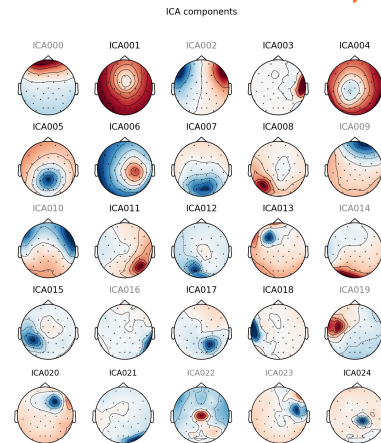 ICA components
ICA000 ICA001 ICA002 ICA003 ICA004
ICA005 ICA006 ICA007 ICA008 ICA009
ICA010 ICA011 ICA012 ICA013 ICA014
ICA015 ICA016 ICA017 ICA018 ICA019
ICA020 ICA021 ICA022 ICA023 ICA024